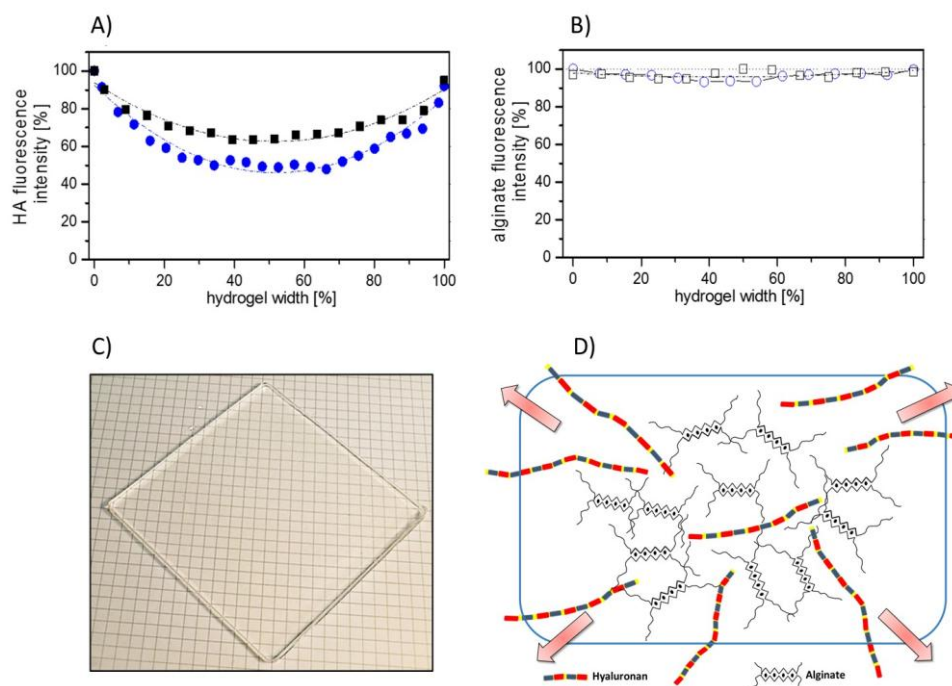 A)
HA fluorescence
intensity [%]
100
80
60
40
20
0
0 20 40 60 80 100
hydrogel width [%]
B)
alginate fluorescence
intensity [%]
100
80
60
40
20
0
0 20 40 60 80 100
hydrogel width [%]
C)
D)
Hyaluronan
Alginate